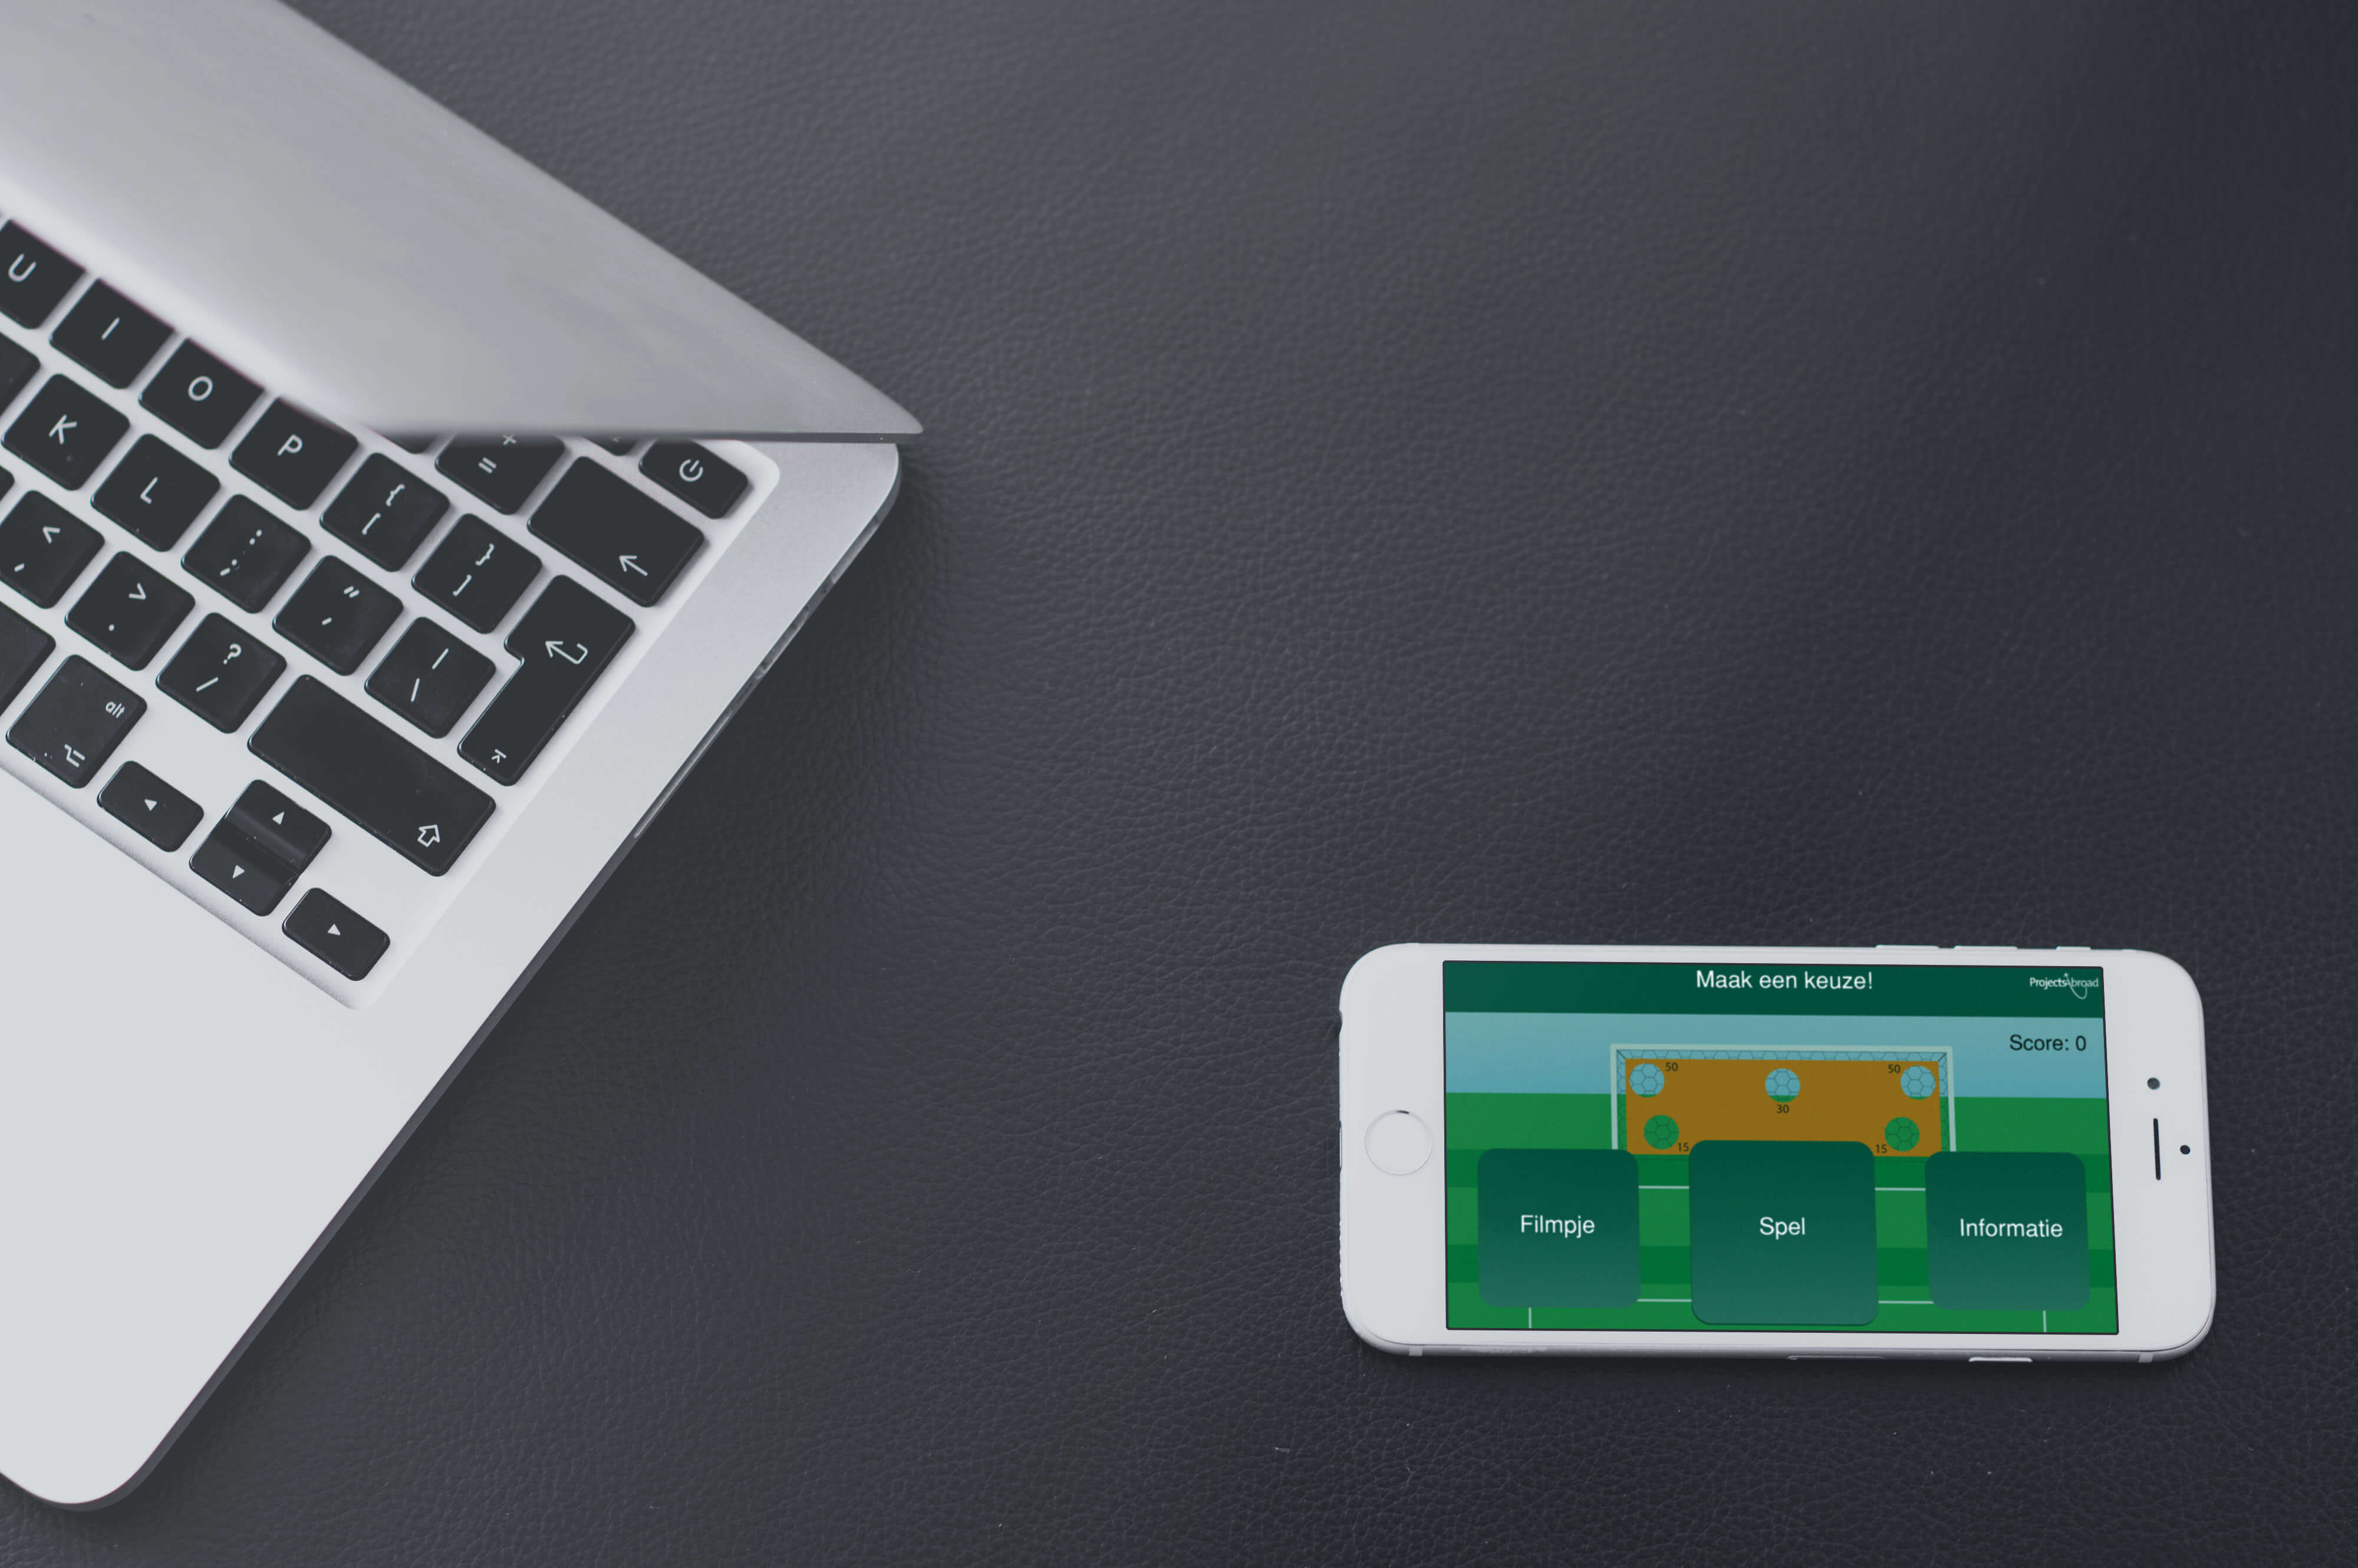 U
I
O
P
+
=
K
L
{
[
}
]
<
,
:
;
"
'
|
\
>
.
?
/
alt
Maak een keuze!
ProjectsAbroad
Score: 0
50
50
30
15
15
Filmpje
Spel
Informatie